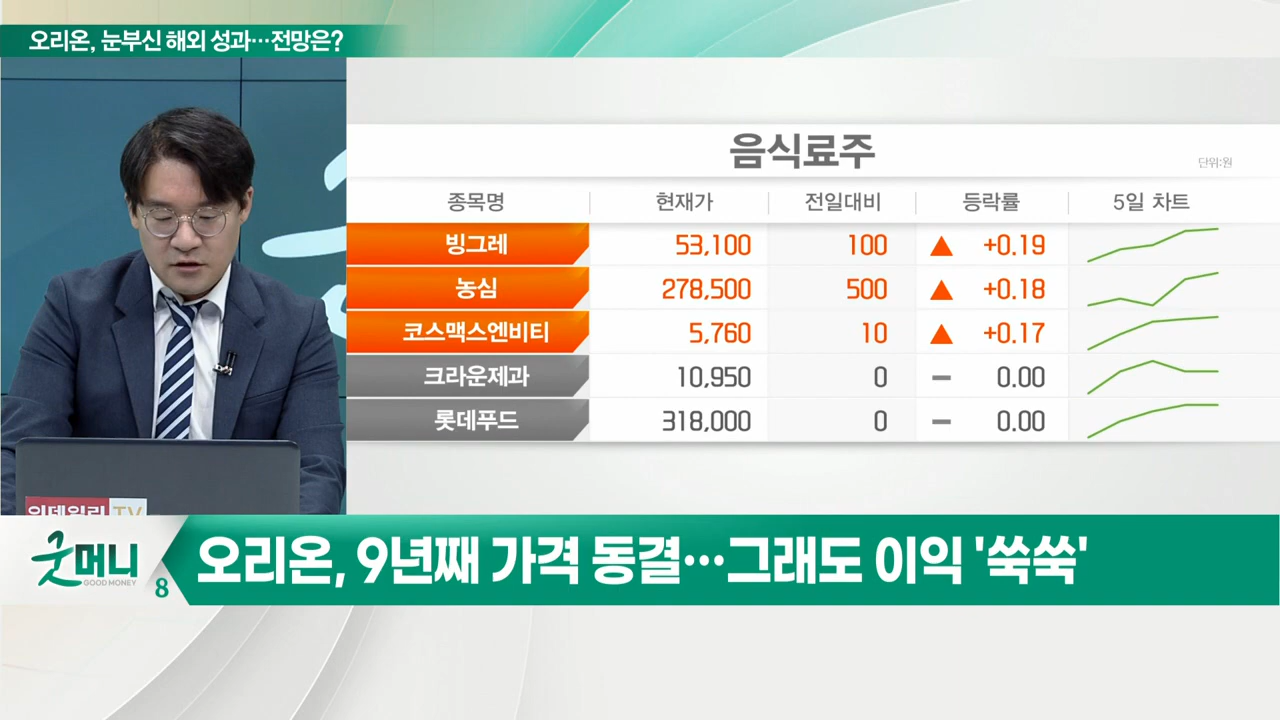 오리온, 눈부신 해외 성과…전망은?
음식료주
단위:원
종목명 현재가 전일대비 등락률 5일 차트
빙그레 53,100 100 ▲ +0.19
농심 278,500 500 ▲ +0.18
코스맥스엔비티 5,760 10 ▲ +0.17
크라운제과 10,950 0 – 0.00
롯데푸드 318,000 0 – 0.00
이데일리 TV
굿머니
GOOD MONEY
8
오리온, 9년째 가격 동결…그래도 이익 '쑥쑥'